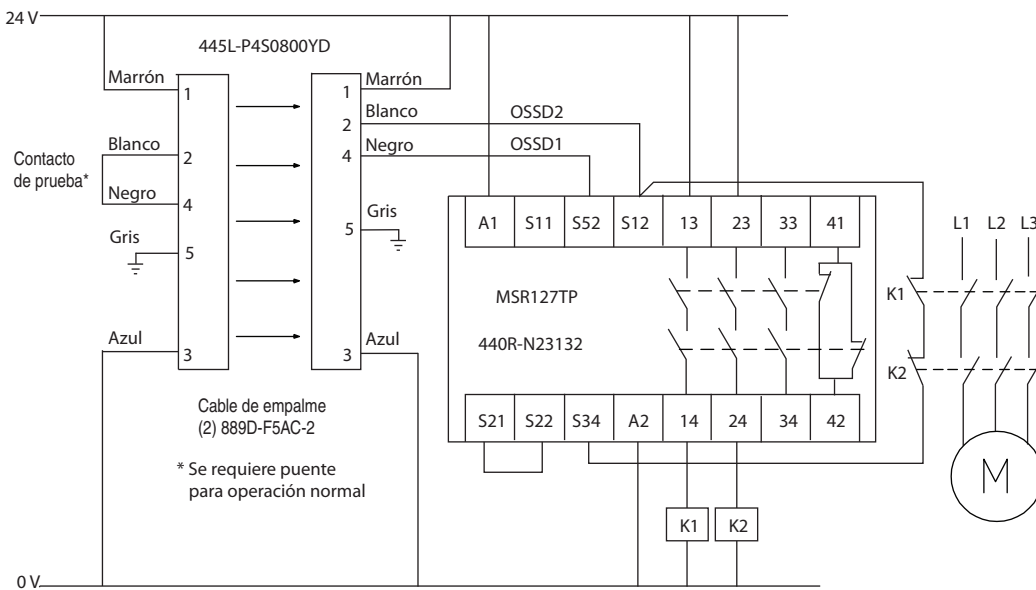 24 V
445L-P4S0800YD
Marrón
1
Marrón
1
Blanco
OSSD2
2
Blanco
2
Negro
OSSD1
4
Contacto
de prueba*
Negro
4
Gris
5
Gris
5
Azul
3
Azul
3
A1 S11 S52 S12 13 23 33 41
L1 L2 L3
MSR127TP
K1
440R-N23132
K2
S21 S22 S34 A2 14 24 34 42
Cable de empalme
(2) 889D-F5AC-2
* Se requiere puente
para operación normal
M
K1 K2
0 V